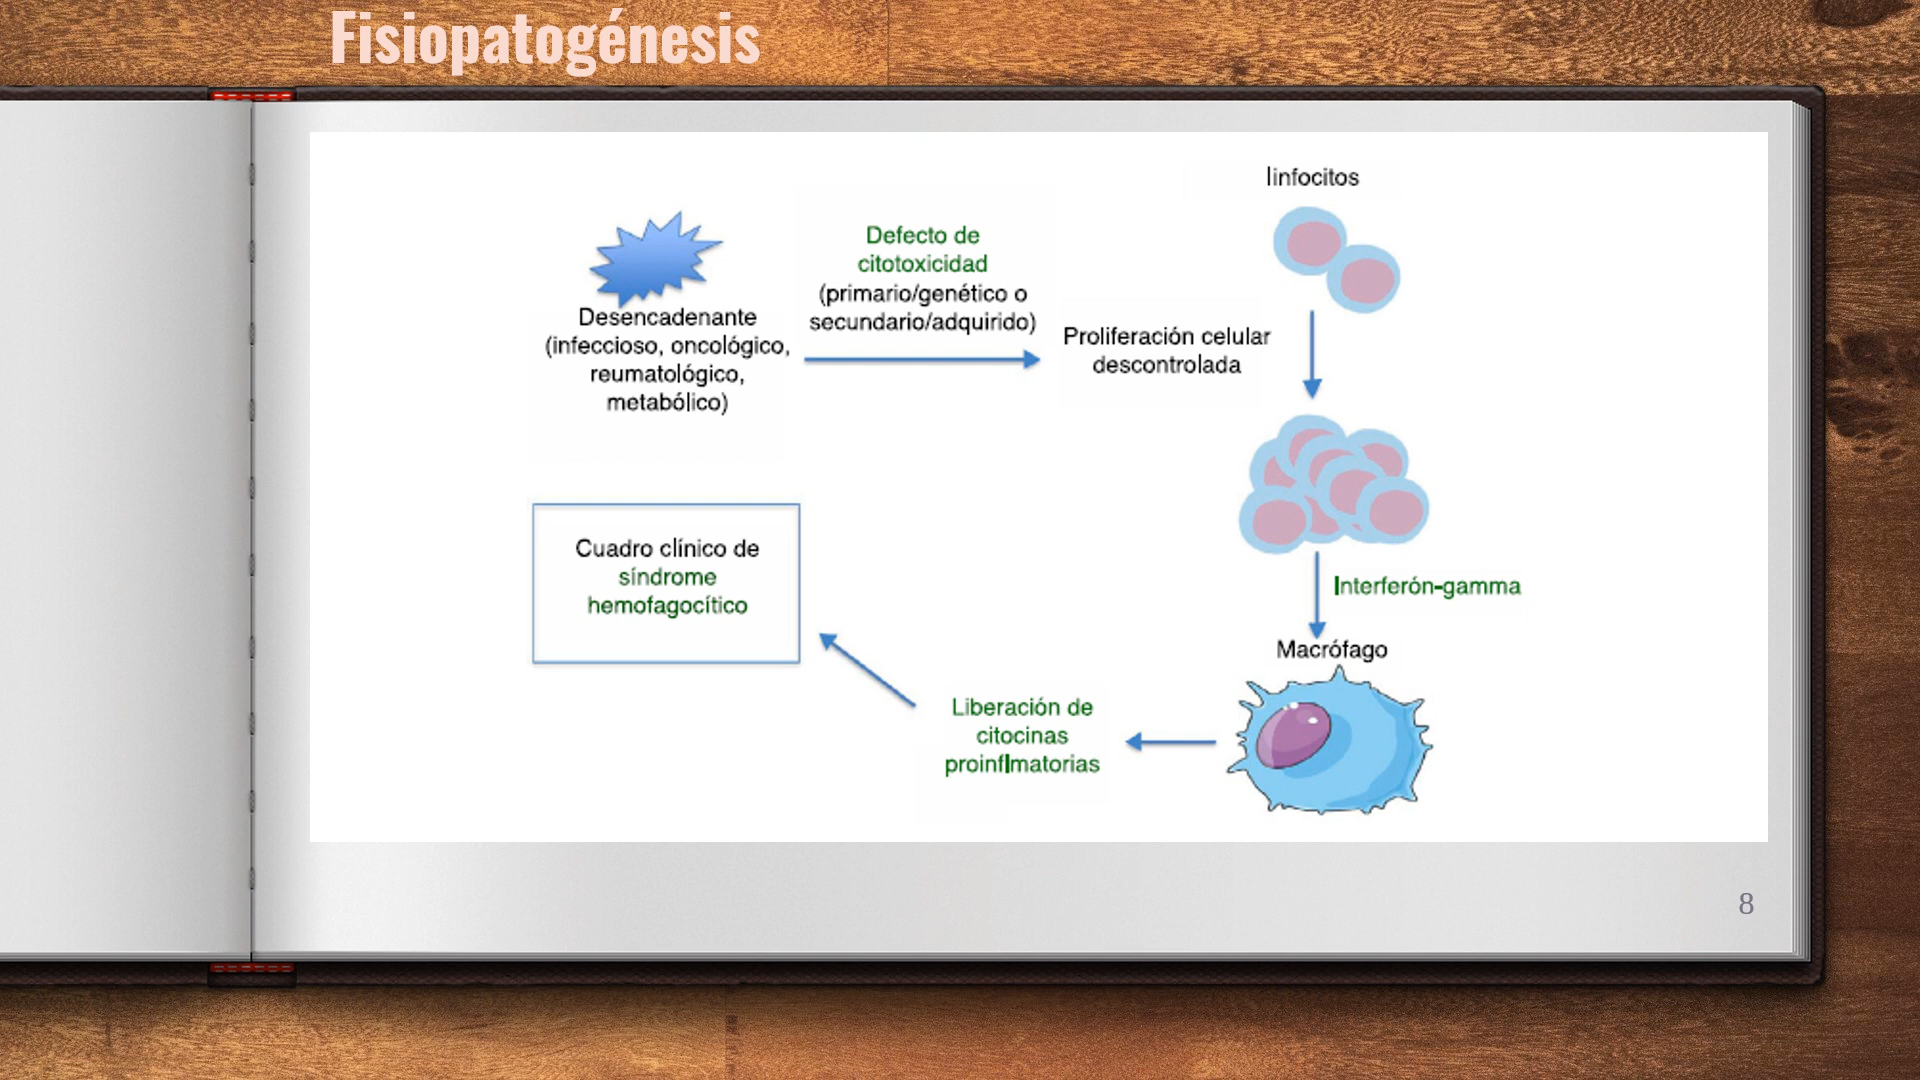 Fisiopatogénesis
linfocitos
Defecto de
citotoxicidad
(primario/genético o
secundario/adquirido)
Desencadenante
(infeccioso, oncológico,
reumatológico,
metabólico)
Proliferación celular
descontrolada
Interferón-gamma
Macrófago
Liberación de
citocinas
proinflmatorias
Cuadro clínico de
síndrome
hemofagocítico
8